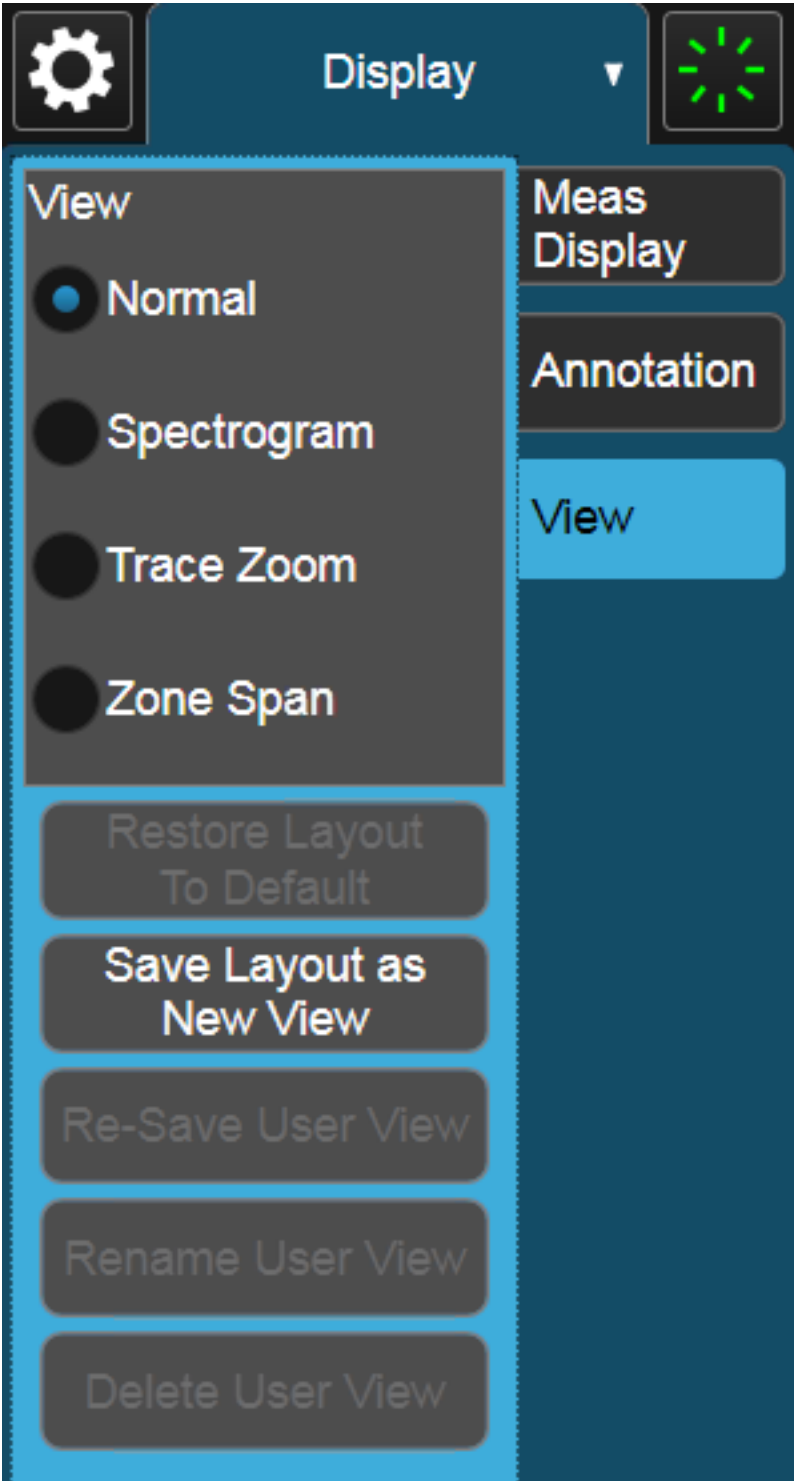 Display
View
Normal
Spectrogram
Trace Zoom
Zone Span
Restore Layout
To Default
Save Layout as
New View
Re-Save User View
Rename User View
Delete User View
Meas
Display
Annotation
View